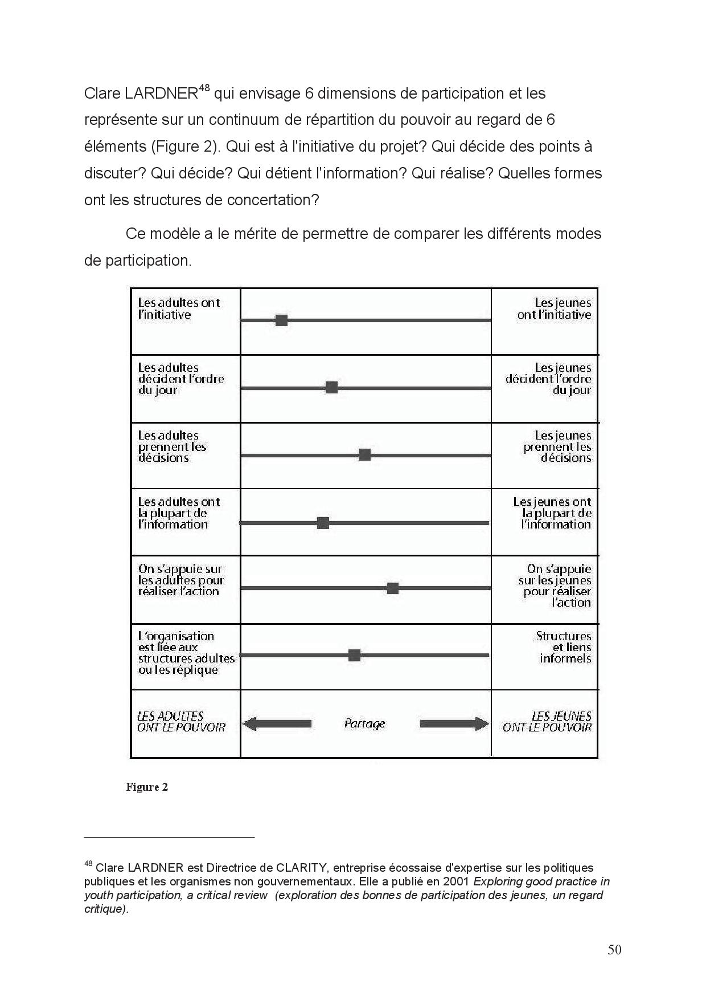 Clare LARDNER48 qui envisage 6 dimensions de participation et les
représente sur un continuum de répartition du pouvoir au regard de 6
éléments (Figure 2). Qui est à l'initiative du projet? Qui décide des points à
discuter? Qui décide? Qui détient l'information? Qui réalise? Quelles formes
ont les structures de concertation?
Ce modèle a le mérite de permettre de comparer les différents modes
de participation.
Les adultes ont
l'initiative
Les jeunes
ont l'initiative
Les adultes
décident l'ordre
du jour
Les jeunes
décident l'ordre
du jour
Les adultes
prennent les
décisions
Les jeunes
prennent les
décisions
Les adultes ont
la plupart de
l'information
Les jeunes ont
la plupart de
l'information
On s'appuie sur
les adultes pour
réaliser l'action
On s'appuie
sur les jeunes
pour réaliser
l'action
L'organisation
est liée aux
structures adultes
ou les réplique
Structures
et liens
informels
LES ADULTES
ONT LE POUVOIR
Partage
LES JEUNES
ONT LE POUVOIR
Figure 2
48 Clare LARDNER est Directrice de CLARITY, entreprise écossaise d'expertise sur les politiques
publiques et les organismes non gouvernementaux. Elle a publié en 2001 Exploring good practice in
youth participation, a critical review (exploration des bonnes de participation des jeunes, un regard
critique).
50